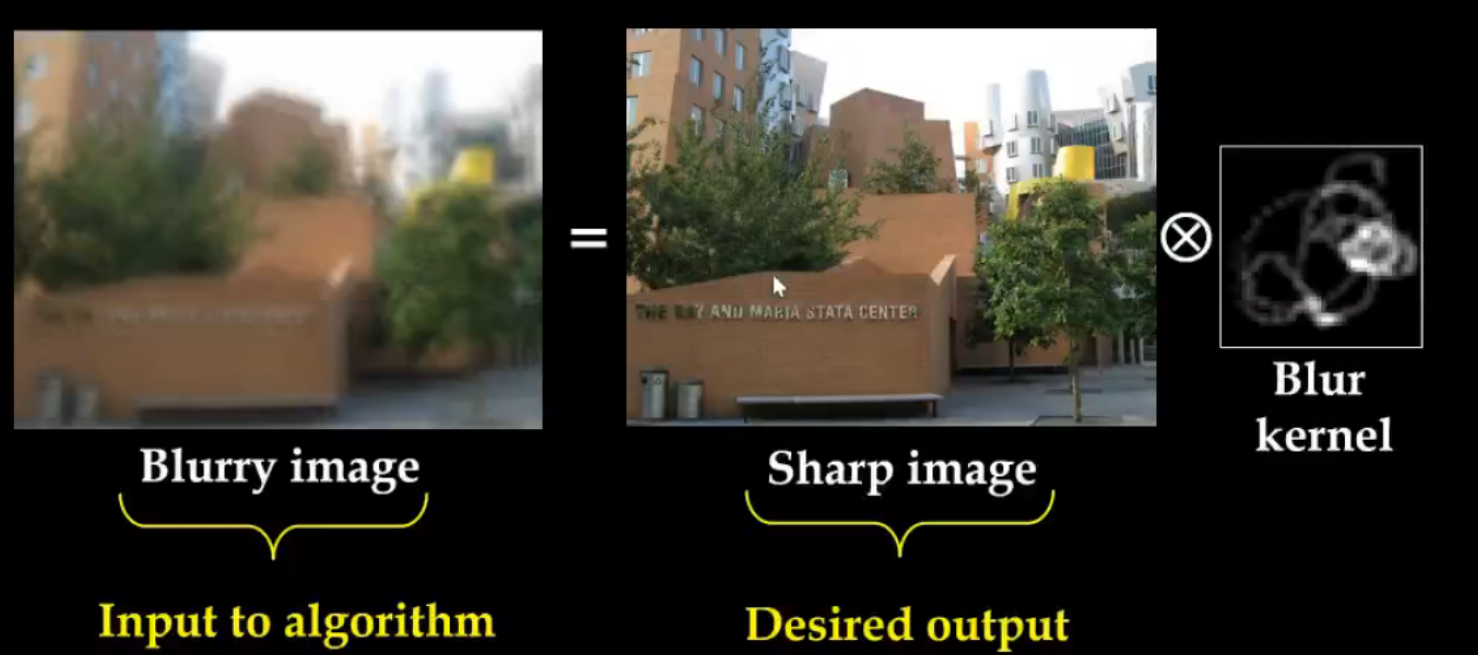 THE RAY AND MARIA STATA CENTER
=
⊗
Blurry image
Sharp image
Blur
kernel
Input to algorithm
Desired output